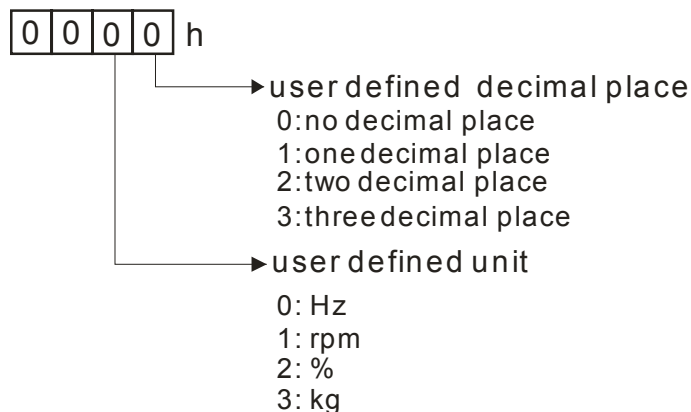 0 0 0 0 h
user defined decimal place
0:no decimal place
1:one decimal place
2:two decimal place
3:three decimal place
user defined unit
0: Hz
1: rpm
2: %
3: kg